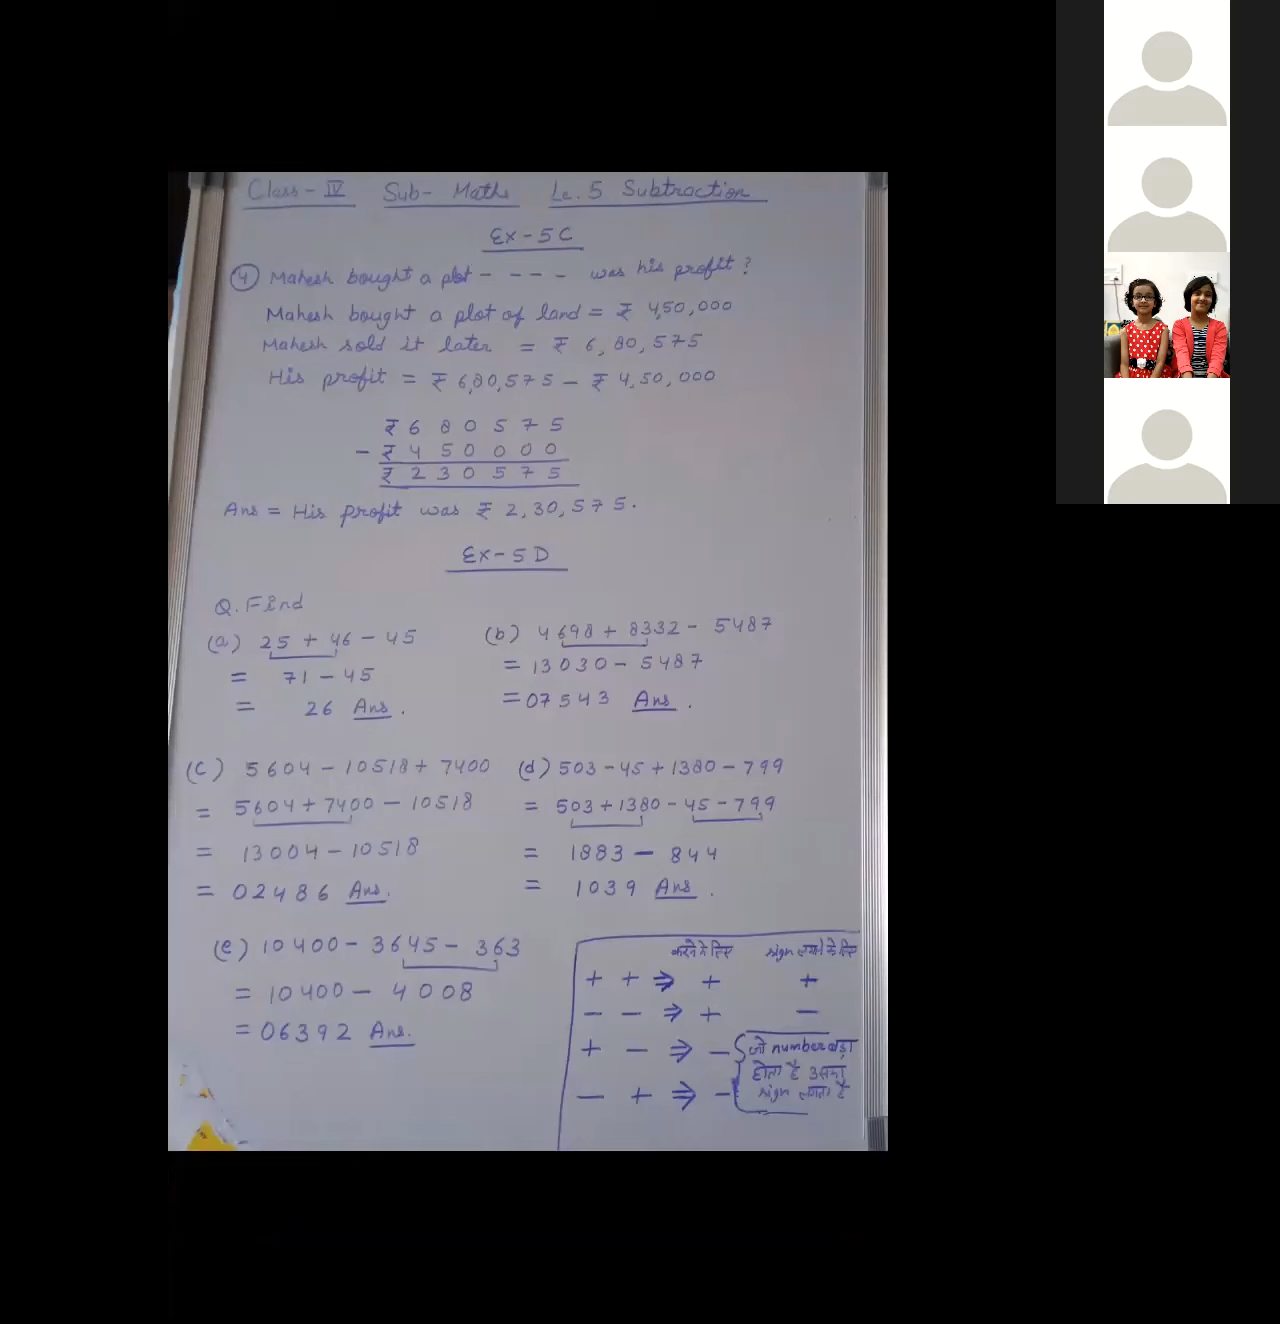 Class - IV Sub - Maths Le. 5 Subtraction
Ex - 5 C
4 Mahesh bought a plot - - - - was his profit?
Mahesh bought a plot of land = ₹ 4,50,000
Mahesh sold it later = ₹ 6,80,575
His profit = ₹ 6,80,575 - ₹ 4,50,000
₹ 6 8 0 5 7 5
- ₹ 4 5 0 0 0 0
₹ 2 3 0 5 7 5
Ans = His profit was ₹ 2,30,575.
Ex - 5 D
Q. Find
(a) 25 + 46 - 45
= 71 - 45
= 26 Ans.
(b) 4698 + 8332 - 5487
= 13030 - 5487
= 07543 Ans.
(c) 5604 - 10518 + 7400
= 5604 + 7400 - 10518
= 13004 - 10518
= 02486 Ans.
(d) 503 - 45 + 1380 - 799
= 503 + 1380 - 45 - 799
= 1883 - 844
= 1039 Ans.
(e) 10400 - 3645 - 363
= 10400 - 4008
= 06392 Ans.
करने के लिए sign लगाने के लिए
+ + ⇒ + +
- - ⇒ + -
+ - ⇒ - जो number बड़ा
होता है उसका
- + ⇒ - sign लगता है